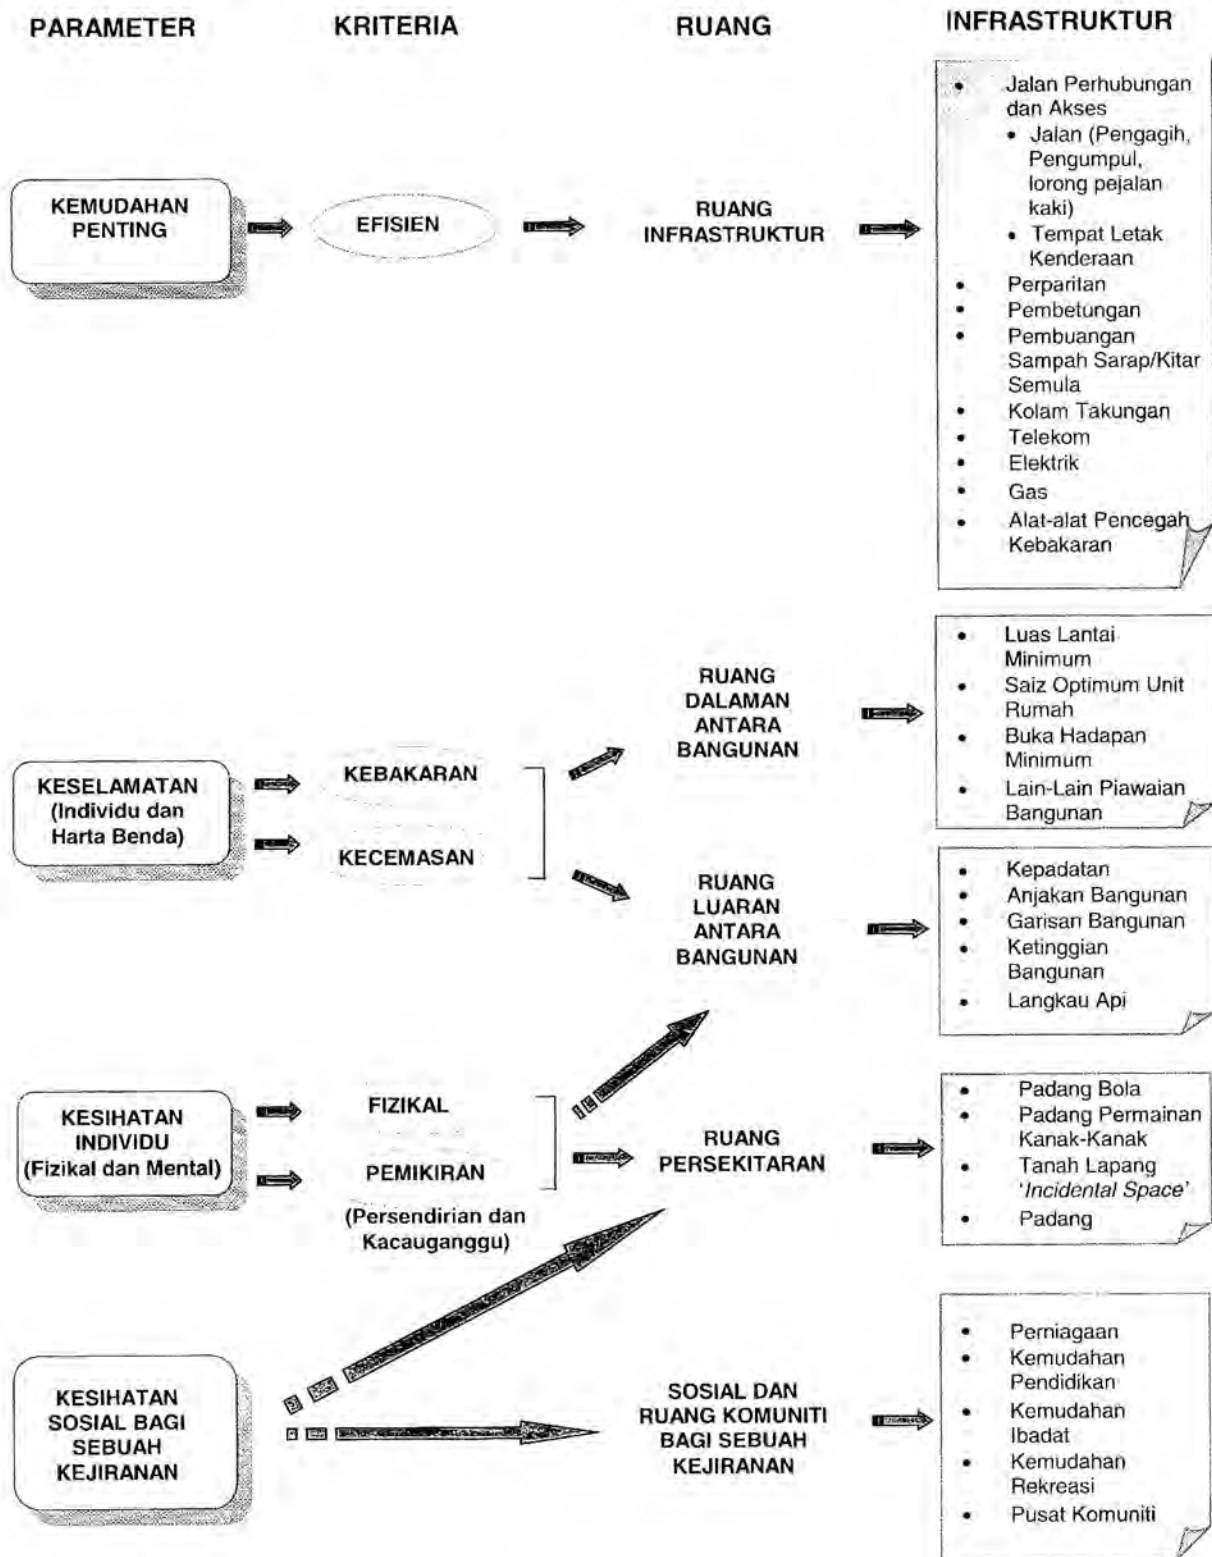 PARAMETER KRITERIA RUANG INFRASTRUKTUR
KEMUDAHAN
PENTING
EFISIEN
RUANG
INFRASTRUKTUR
• Jalan Perhubungan
dan Akses
• Jalan (Pengagih,
Pengumpul,
lorong pejalan
kaki)
• Tempat Letak
Kenderaan
• Perparitan
• Pembetungan
• Pembuangan
Sampah Sarap/Kitar
Semula
• Kolam Takungan
• Telekom
• Elektrik
• Gas
• Alat-alat Pencegah
Kebakaran
KESELAMATAN
(Individu dan
Harta Benda)
KEBAKARAN
KECEMASAN
RUANG
DALAMAN
ANTARA
BANGUNAN
• Luas Lantai
Minimum
• Saiz Optimum Unit
Rumah
• Buka Hadapan
Minimum
• Lain-Lain Piawaian
Bangunan
RUANG
LUARAN
ANTARA
BANGUNAN
• Kepadatan
• Anjakan Bangunan
• Garisan Bangunan
• Ketinggian
Bangunan
• Langkau Api
KESIHATAN
INDIVIDU
(Fizikal dan Mental)
FIZIKAL
PEMIKIRAN
(Persendirian dan
Kacauganggu)
RUANG
PERSEKITARAN
• Padang Bola
• Padang Permainan
Kanak-Kanak
• Tanah Lapang
'Incidental Space'
• Padang
KESIHATAN
SOSIAL BAGI
SEBUAH
KEJIRANAN
SOSIAL DAN
RUANG KOMUNITI
BAGI SEBUAH
KEJIRANAN
• Perniagaan
• Kemudahan
Pendidikan
• Kemudahan
Ibadat
• Kemudahan
Rekreasi
• Pusat Komuniti